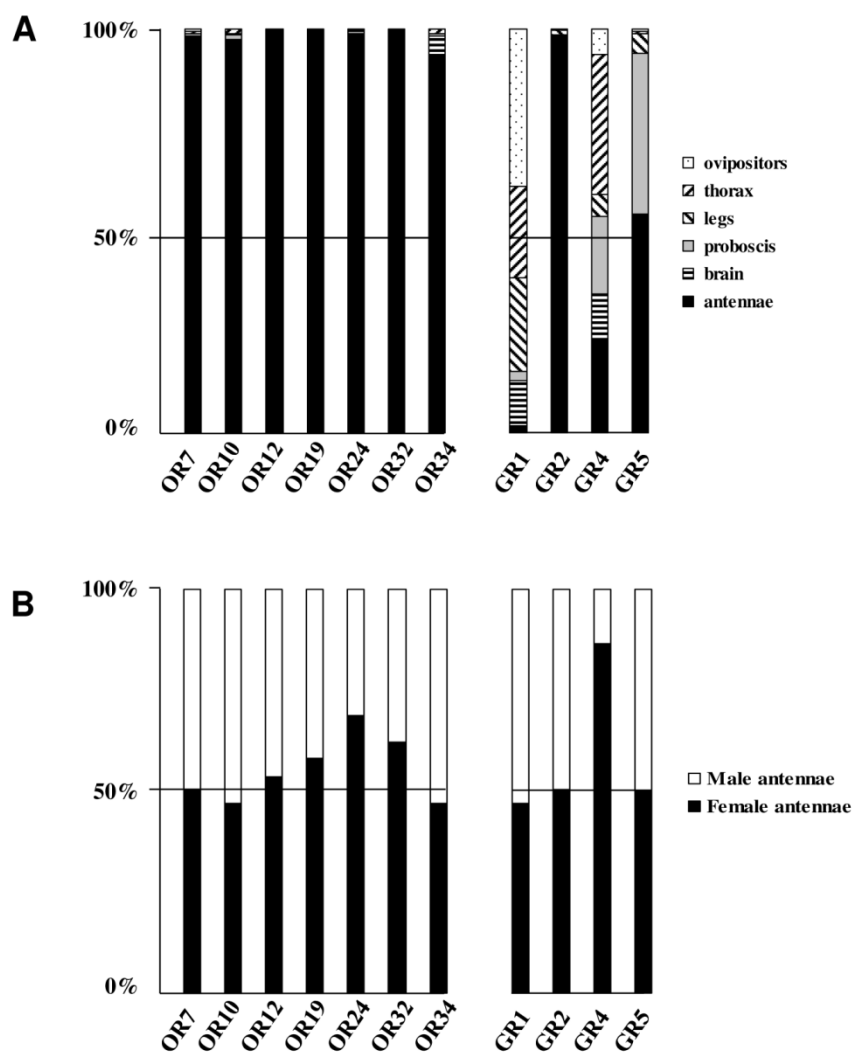 A
100%
50%
0%
OR7 OR10 OR12 OR19 OR24 OR32 OR34 GR1 GR2 GR4 GR5
ovipositors
thorax
legs
proboscis
brain
antennae
B
100%
50%
0%
OR7 OR10 OR12 OR19 OR24 OR32 OR34 GR1 GR2 GR4 GR5
Male antennae
Female antennae